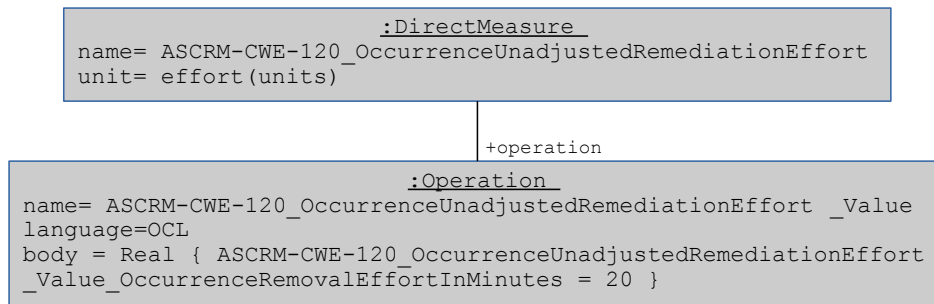 :DirectMeasure
name= ASCRM-CWE-120_OccurrenceUnadjustedRemediationEffort
unit= effort(units)
+operation
:Operation
name= ASCRM-CWE-120_OccurrenceUnadjustedRemediationEffort _Value
language=OCL
body = Real { ASCRM-CWE-120_OccurrenceUnadjustedRemediationEffort
_Value_OccurrenceRemovalEffortInMinutes = 20 }